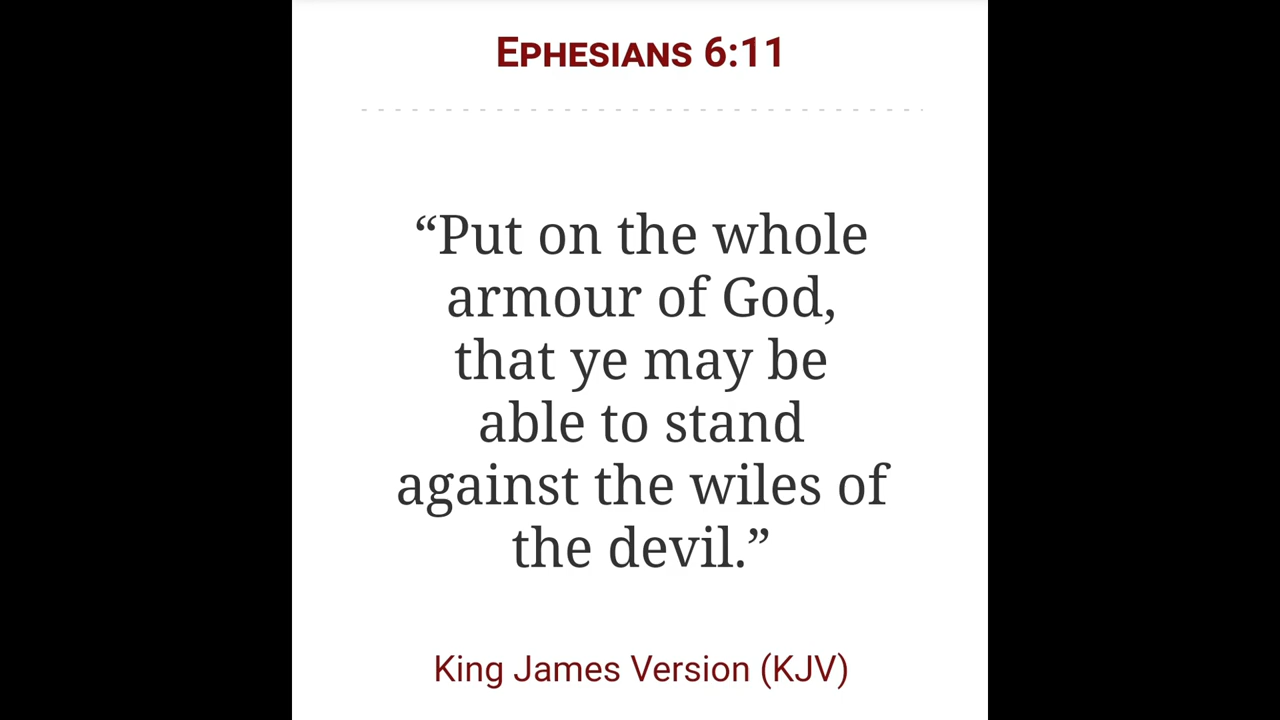 EPHESIANS 6:11
“Put on the whole
armour of God,
that ye may be
able to stand
against the wiles of
the devil.”
King James Version (KJV)